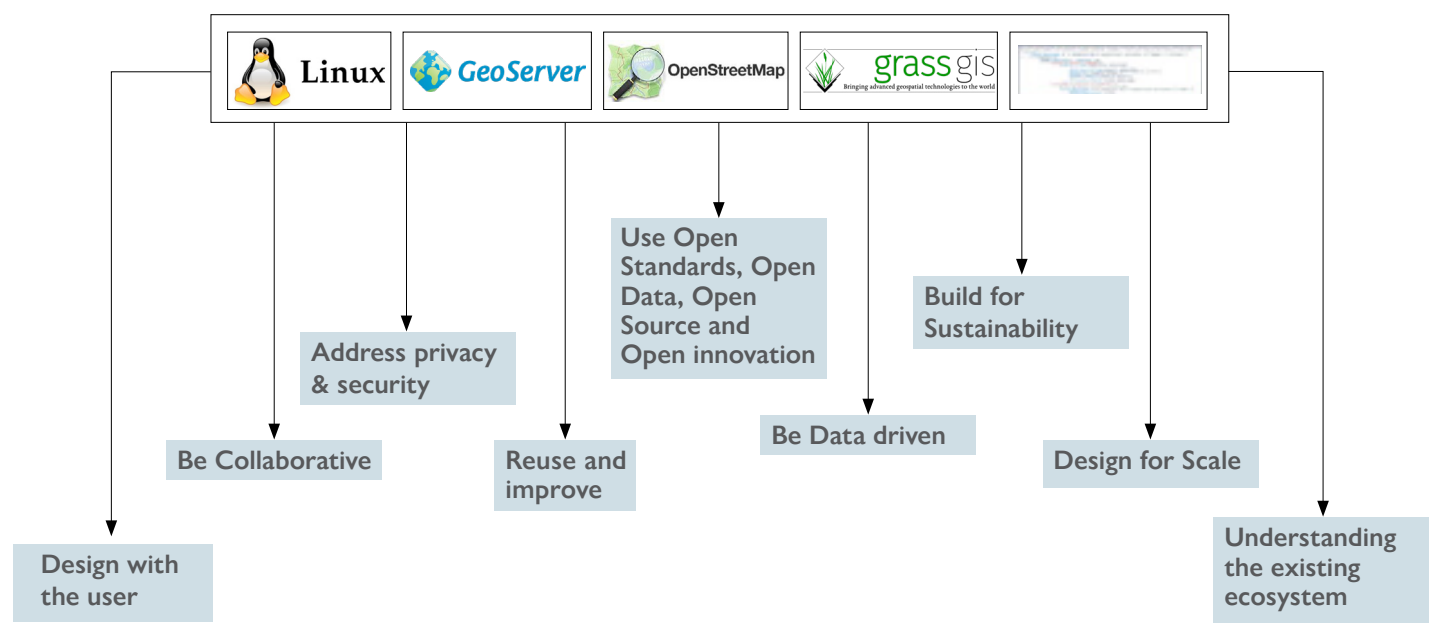 Linux
GeoServer
OpenStreetMap
grass gis
Bringing advanced geospatial technologies to the world
Use Open
Standards, Open
Data, Open
Source and
Open innovation
Build for
Sustainability
Address privacy
& security
Be Data driven
Be Collaborative
Reuse and
improve
Design for Scale
Design with
the user
Understanding
the existing
ecosystem